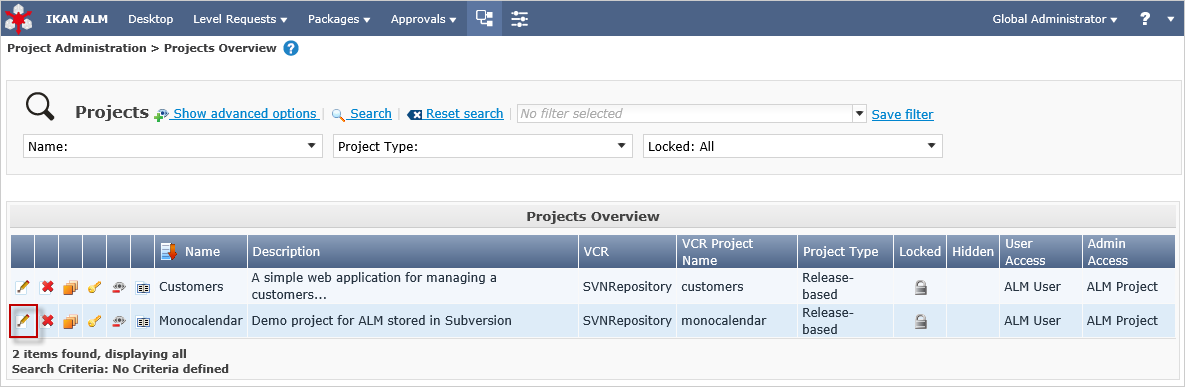 IKAN ALM Desktop Level Requests Packages Approvals Global Administrator ?
Project Administration > Projects Overview ?
Projects Show advanced options | Search | Reset search | No filter selected Save filter
Name: Project Type: Locked: All
Projects Overview
Name Description VCR VCR Project Name Project Type Locked Hidden User Access Admin Access
Customers A simple web application for managing a customers... SVNRepository customers Release-based ALM User ALM Project
Monocalendar Demo project for ALM stored in Subversion SVNRepository monocalendar Release-based ALM User ALM Project
2 items found, displaying all
Search Criteria: No Criteria defined